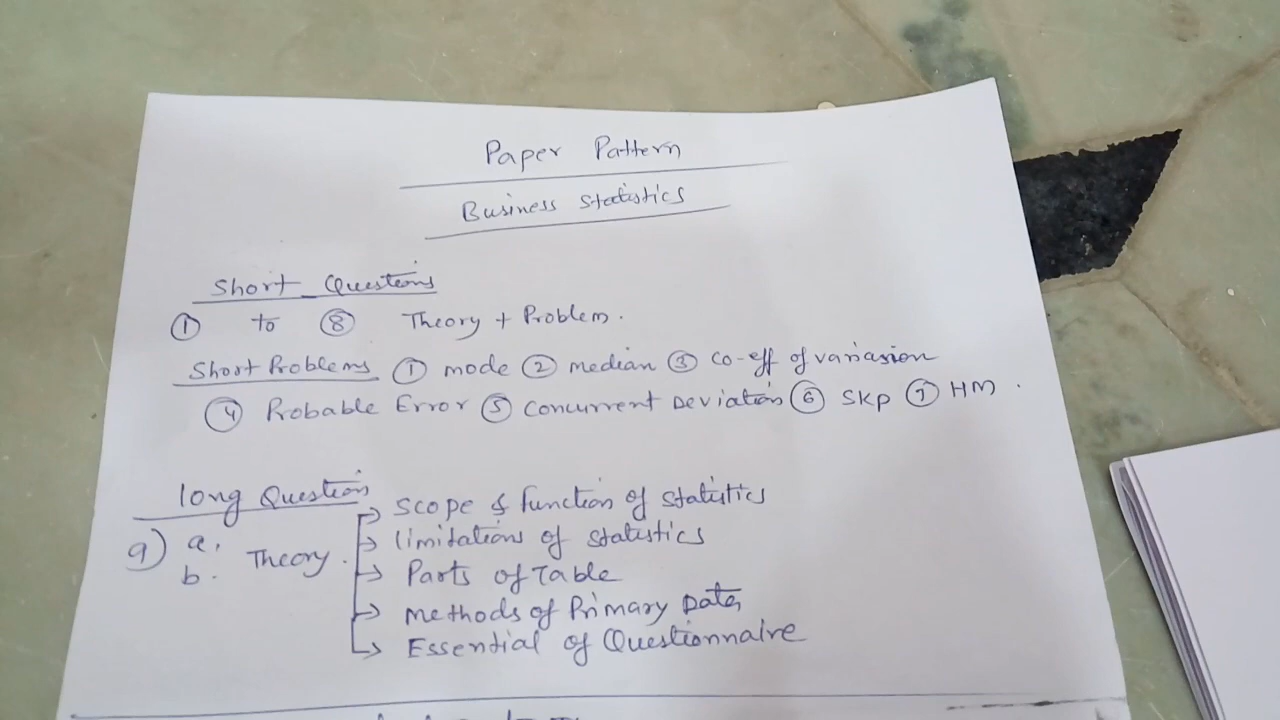 Paper Pattern
Business Statistics
Short Questions
① to ⑧ Theory + Problem.
Short Problems ① mode ② median ③ co-eff of variasion
④ Probable Error ⑤ Concurrent Deviation ⑥ SKp ⑦ HM.
long Question
9) a. Theory.
b.
→ Scope & function of statistics
→ limitations of statistics
→ Parts of Table
→ methods of Primary Data
→ Essential of Questionnaire